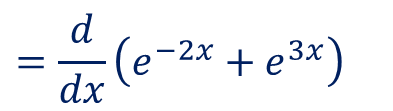 = d/dx (e^{-2x} + e^{3x})